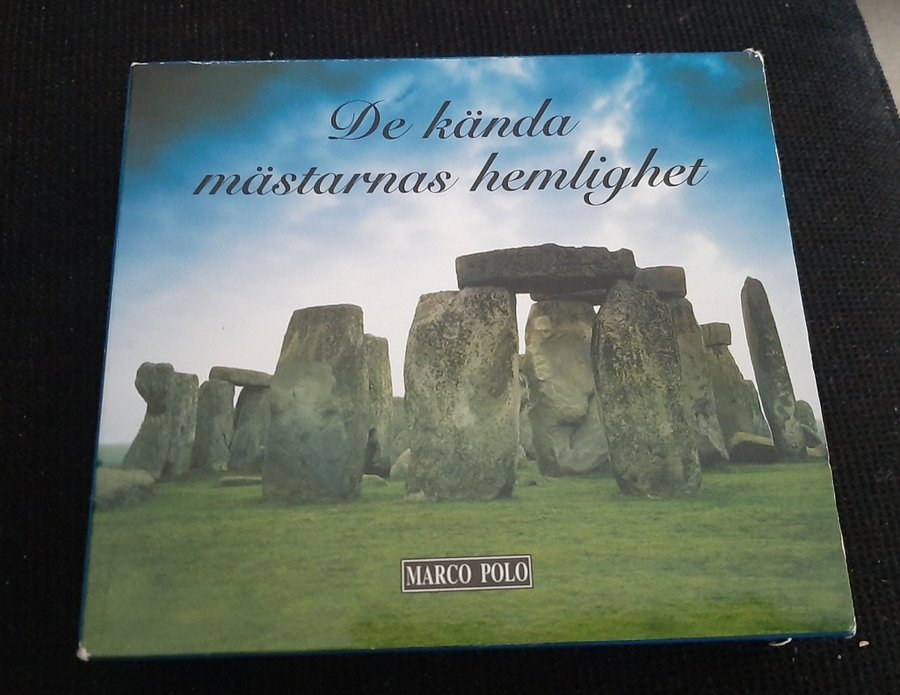 De kända
mästarnas hemlighet
MARCO POLO